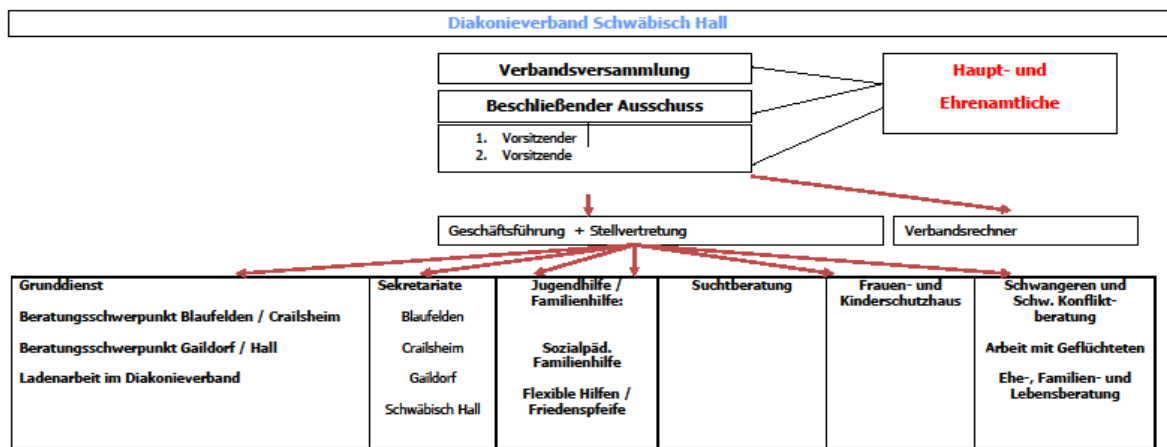 Diakonieverband Schwäbisch Hall
Verbandsversammlung
Haupt- und
Ehrenamtliche
Beschließender Ausschuss
1. Vorsitzender
2. Vorsitzende
Geschäftsführung + Stellvertretung
Verbandsrechner
Grunddienst
Beratungsschwerpunkt Blaufelden / Crailsheim
Beratungsschwerpunkt Gaildorf / Hall
Ladenarbeit im Diakonieverband
Sekretariate
Blaufelden
Crailsheim
Gaildorf
Schwäbisch Hall
Jugendhilfe /
Familienhilfe:
Sozialpäd.
Familienhilfe
Flexible Hilfen /
Friedenspfeife
Suchtberatung
Frauen- und
Kinderschutzhaus
Schwangeren und
Schw. Konflikt-
beratung
Arbeit mit Geflüchteten
Ehe-, Familien- und
Lebensberatung